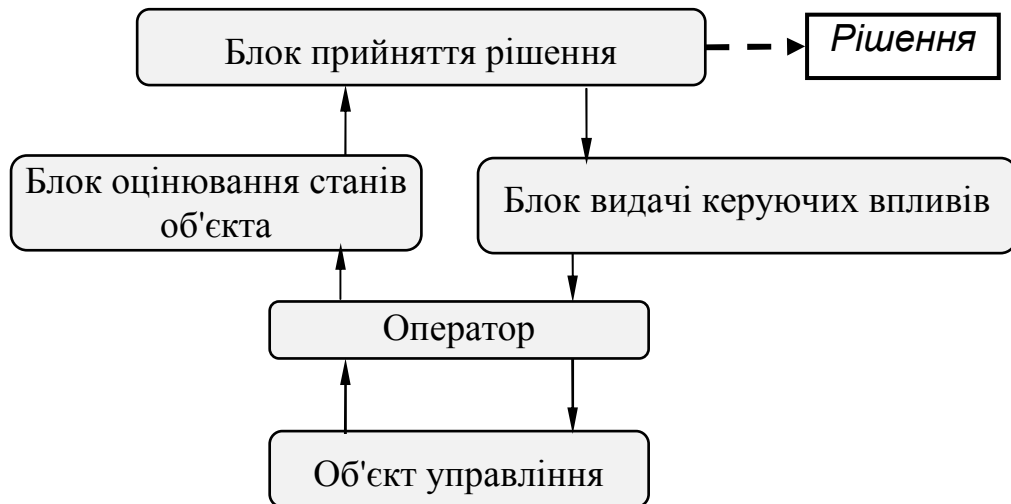 Блок прийняття рішення
Рішення
Блок оцінювання станів
об'єкта
Блок видачі керуючих впливів
Оператор
Об'єкт управління